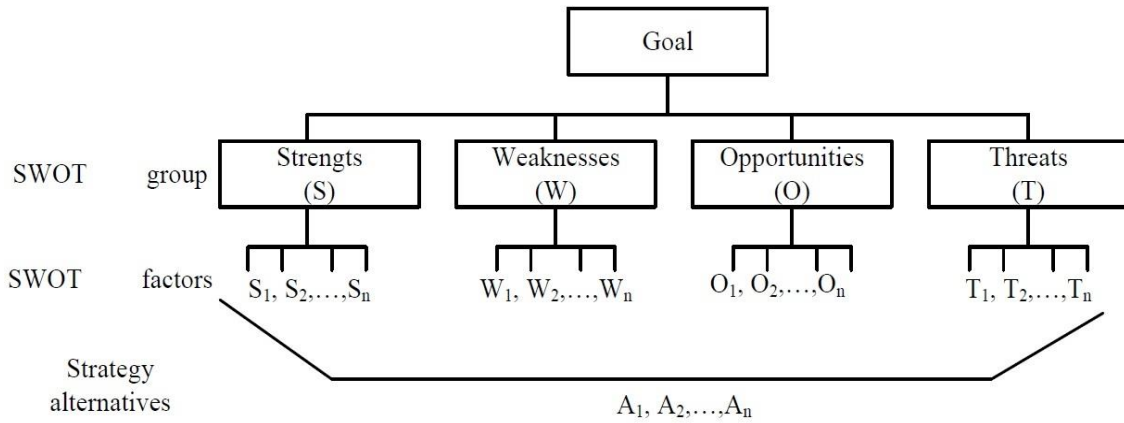 Goal
SWOT group
Strengts
(S)
Weaknesses
(W)
Opportunities
(O)
Threats
(T)
SWOT factors
S₁, S₂,…,Sₙ
W₁, W₂,…,Wₙ
O₁, O₂,…,Oₙ
T₁, T₂,…,Tₙ
Strategy
alternatives
A₁, A₂,…,Aₙ